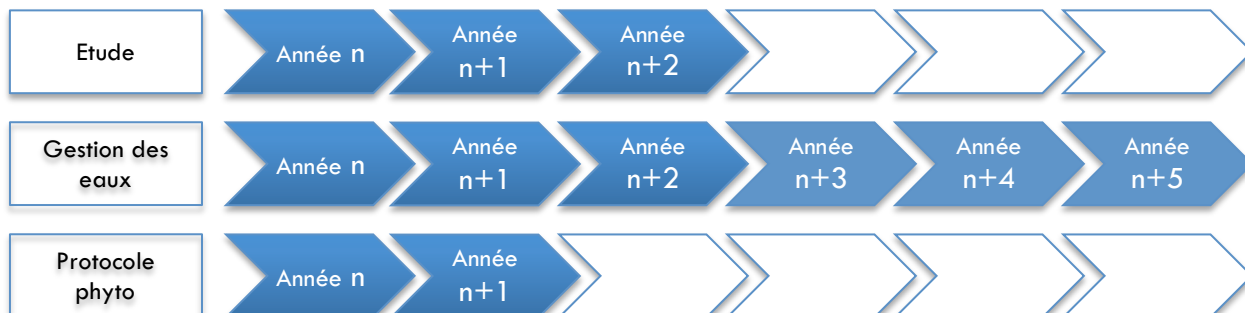 Etude
Année n
Année
n+1
Année
n+2
Gestion des
eaux
Année n
Année
n+1
Année
n+2
Année
n+3
Année
n+4
Année
n+5
Protocole
phyto
Année n
Année
n+1